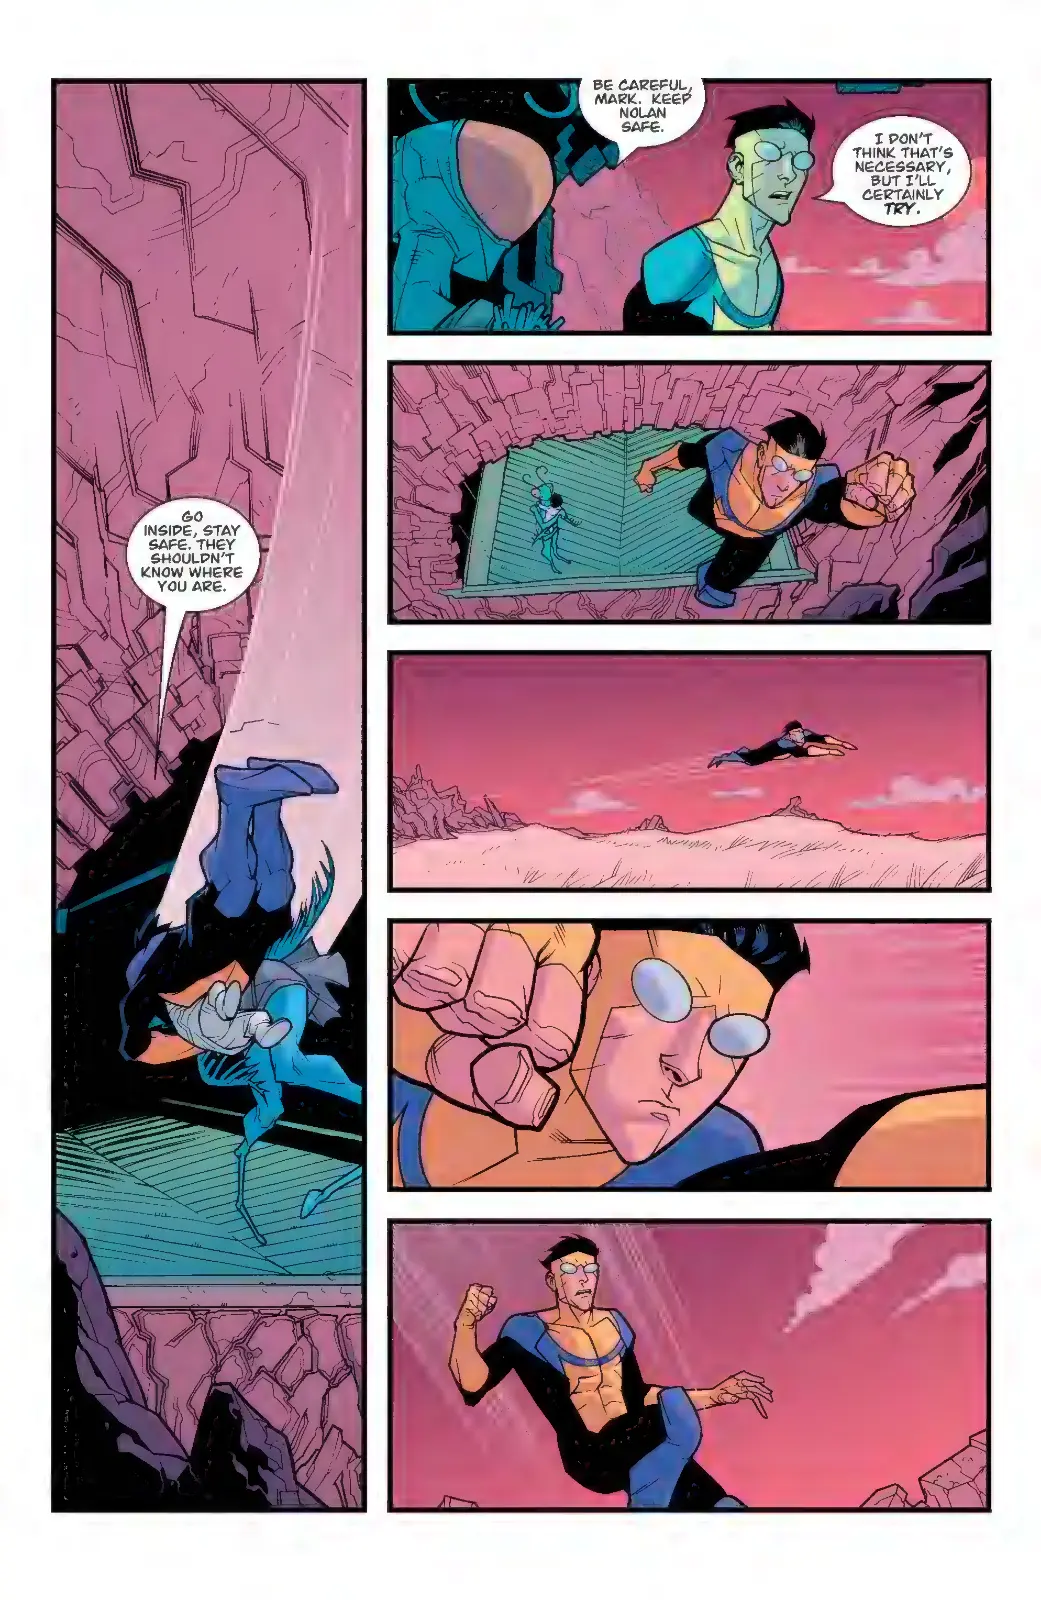 GO
INSIDE, STAY
SAFE. THEY
SHOULDN'T
KNOW WHERE
YOU ARE.
BE CAREFUL,
MARK. KEEP
NOLAN
SAFE.
I DON'T
THINK THAT'S
NECESSARY,
BUT I'LL
CERTAINLY
TRY.